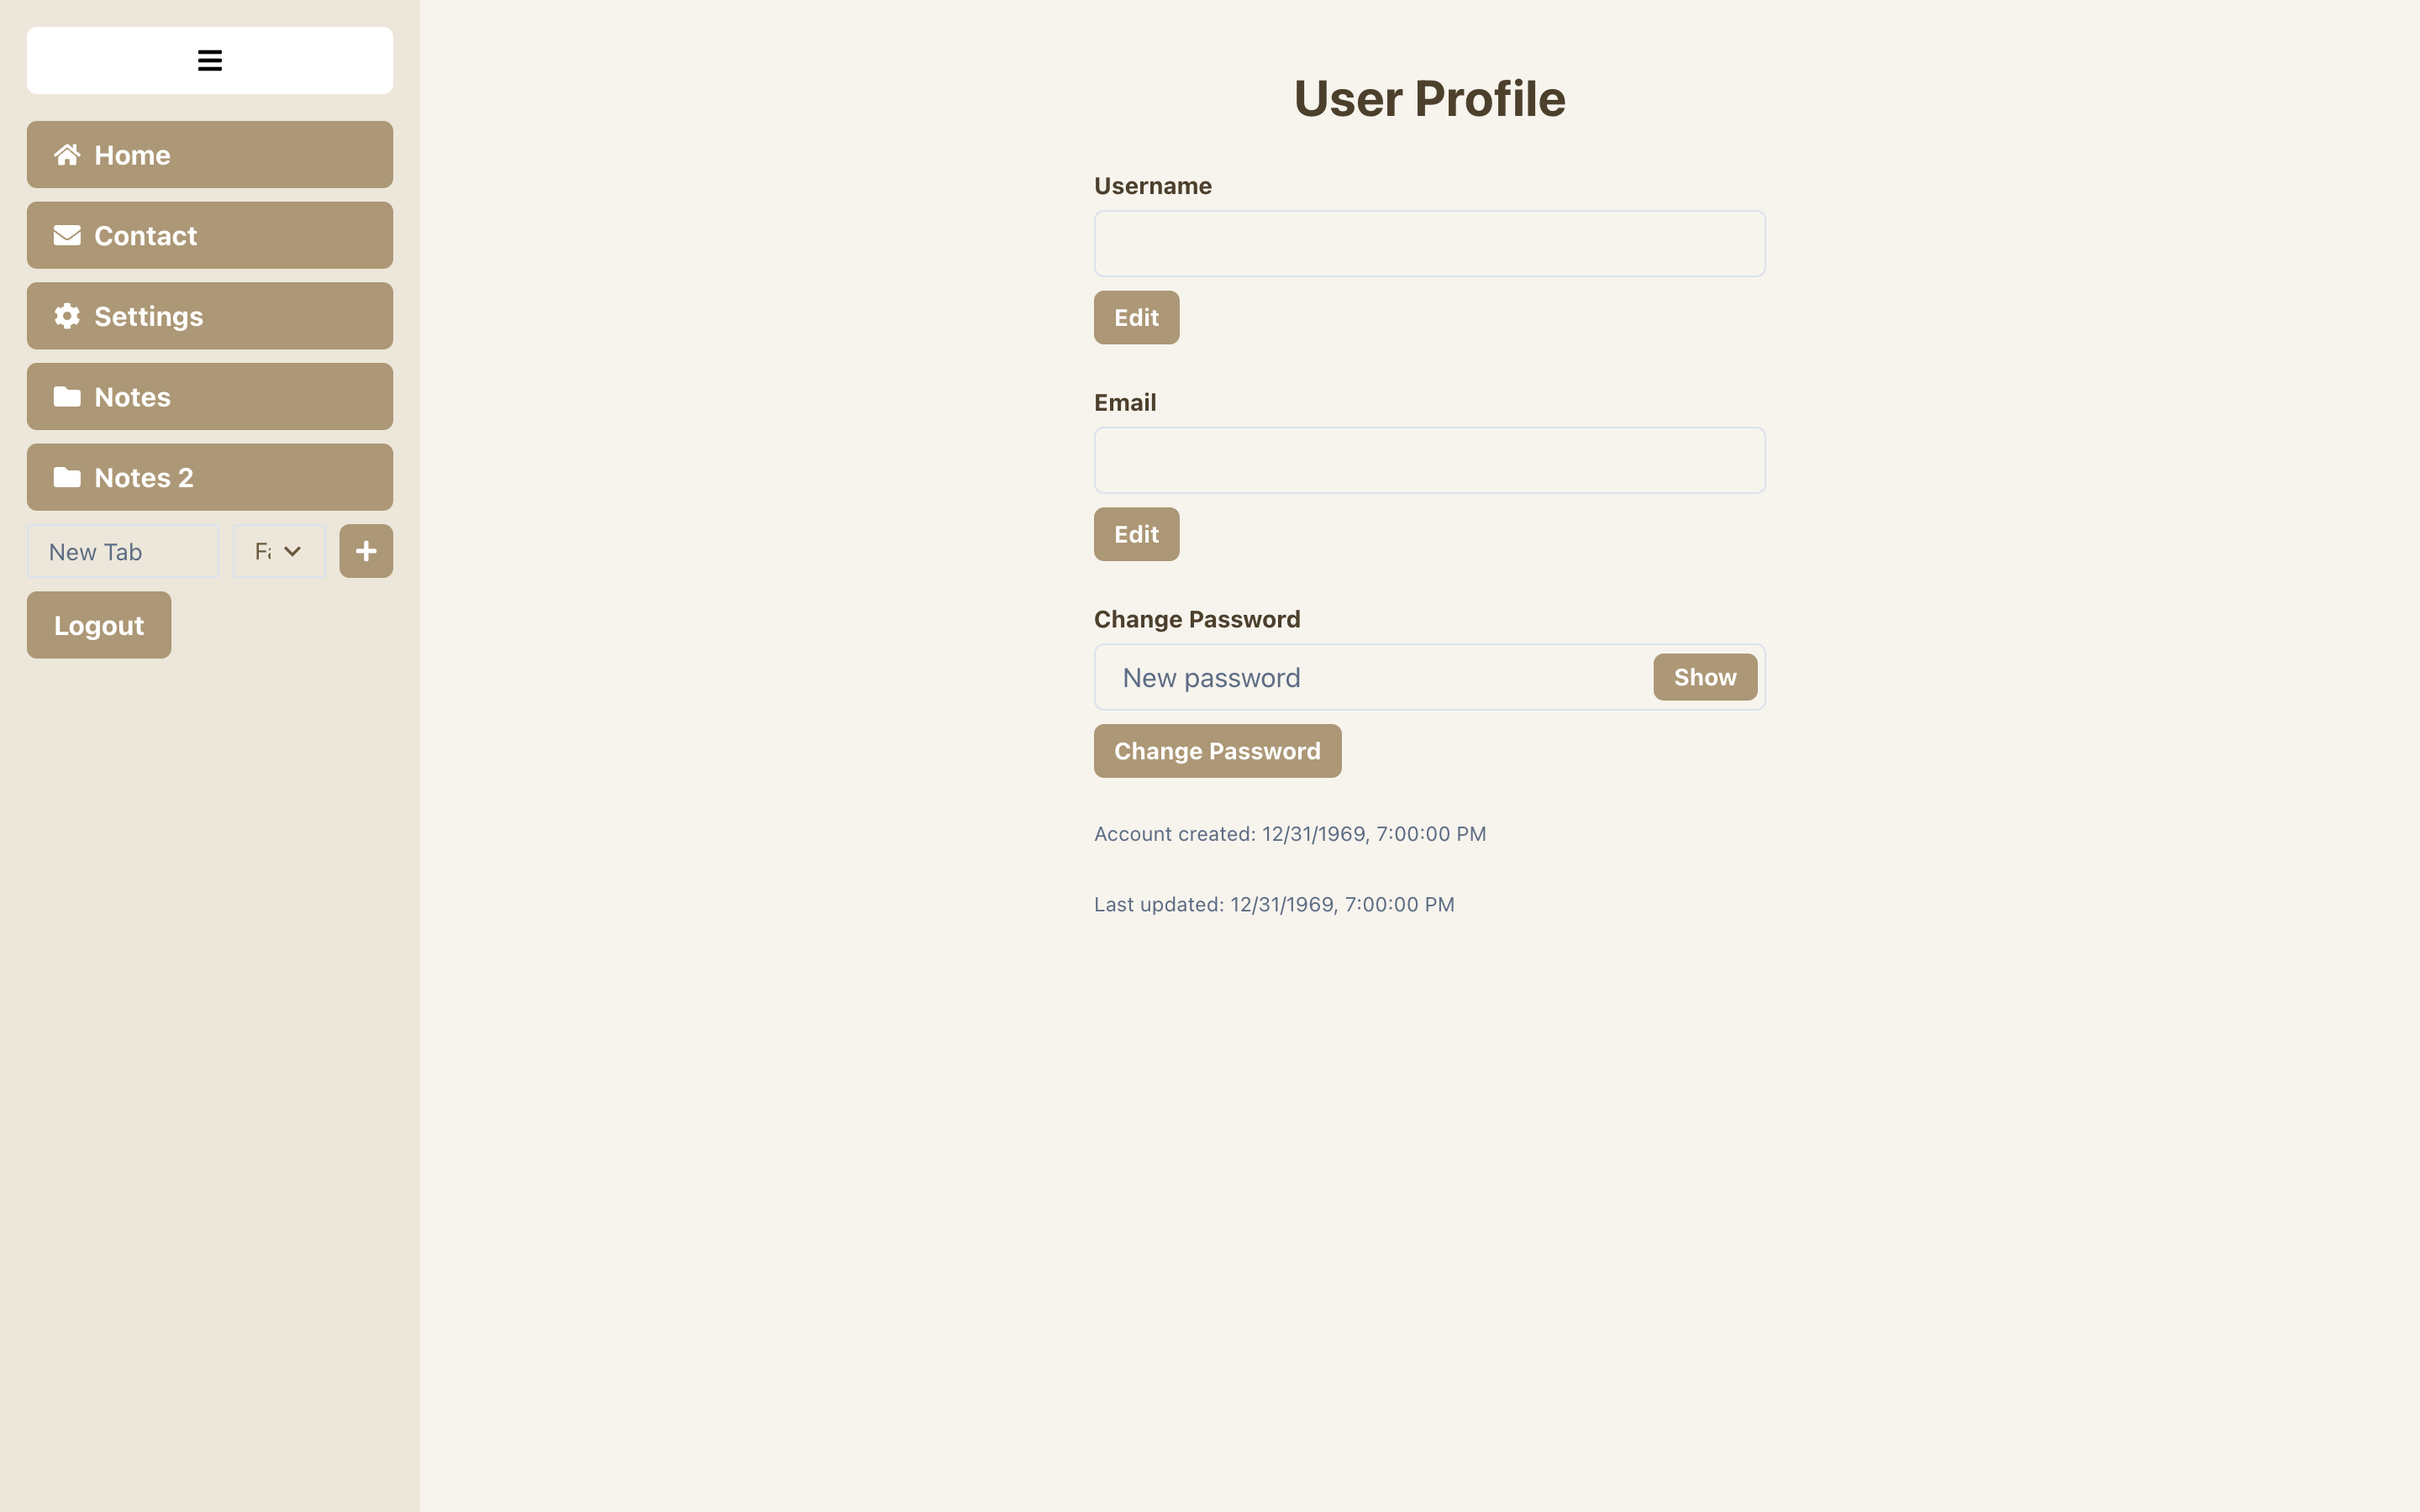 Home
Contact
Settings
Notes
Notes 2
New Tab
Logout
User Profile
Username
Edit
Email
Edit
Change Password
New password
Show
Change Password
Account created: 12/31/1969, 7:00:00 PM
Last updated: 12/31/1969, 7:00:00 PM